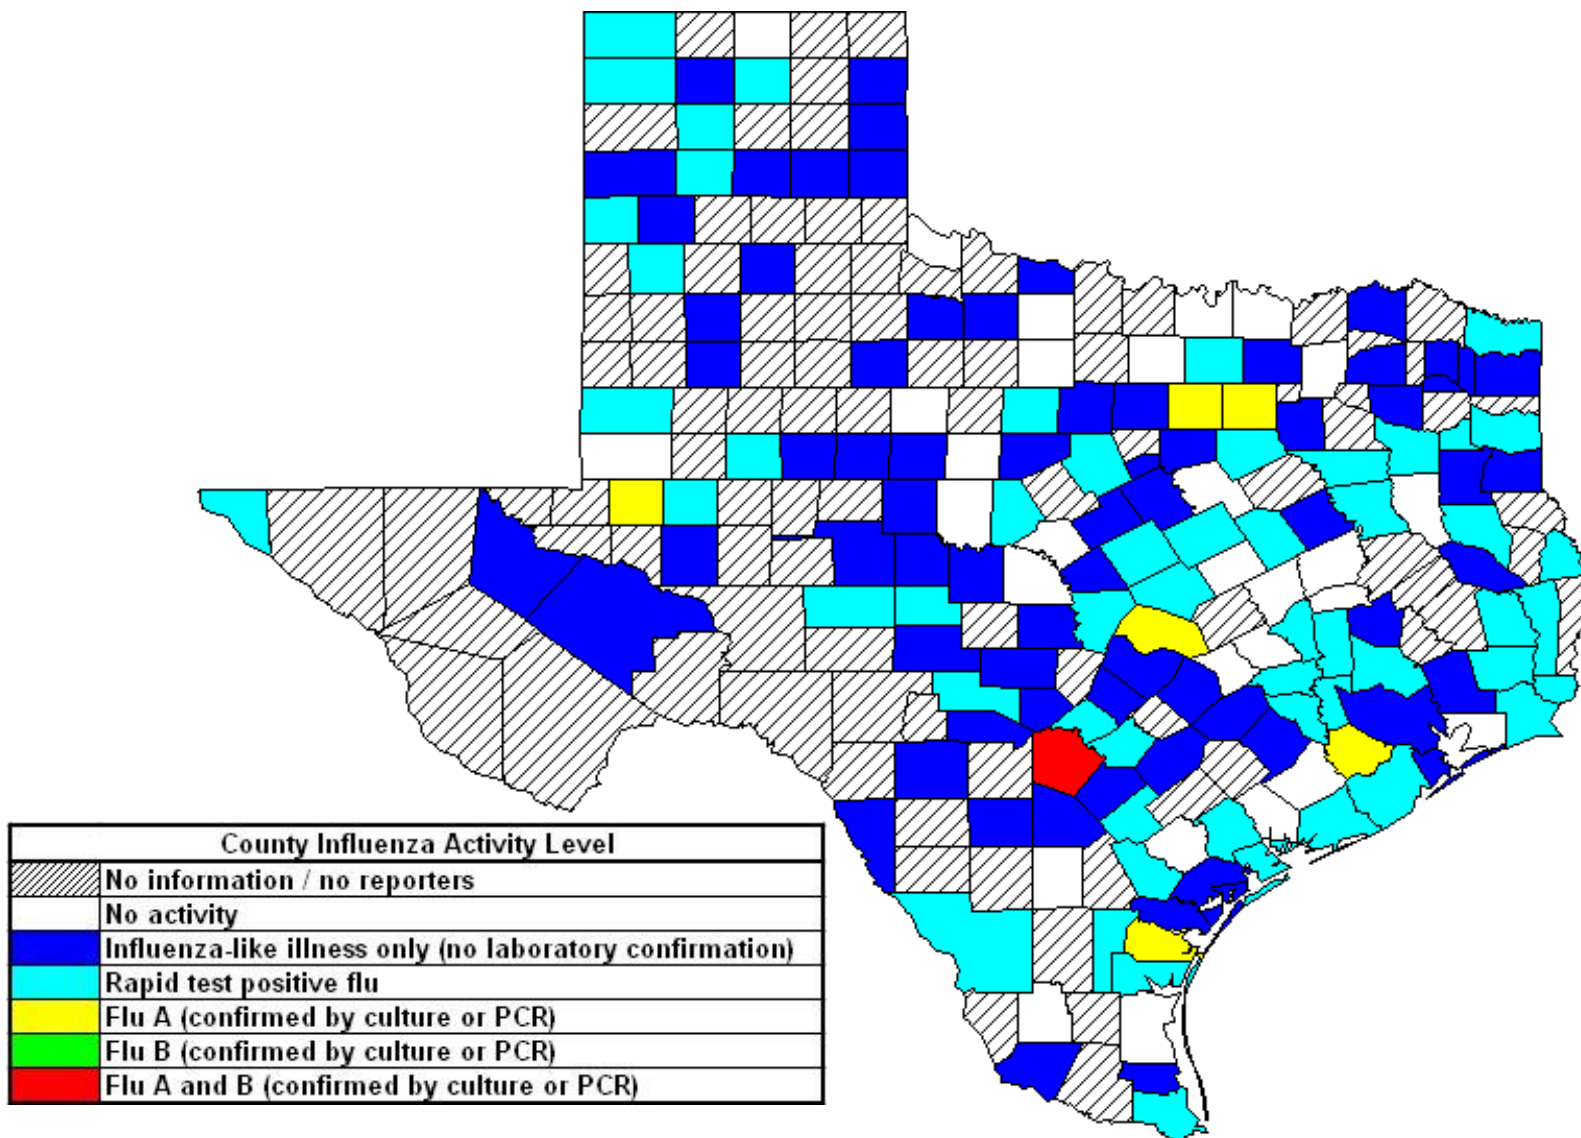 County Influenza Activity Level
No information / no reporters
No activity
Influenza-like illness only (no laboratory confirmation)
Rapid test positive flu
Flu A (confirmed by culture or PCR)
Flu B (confirmed by culture or PCR)
Flu A and B (confirmed by culture or PCR)